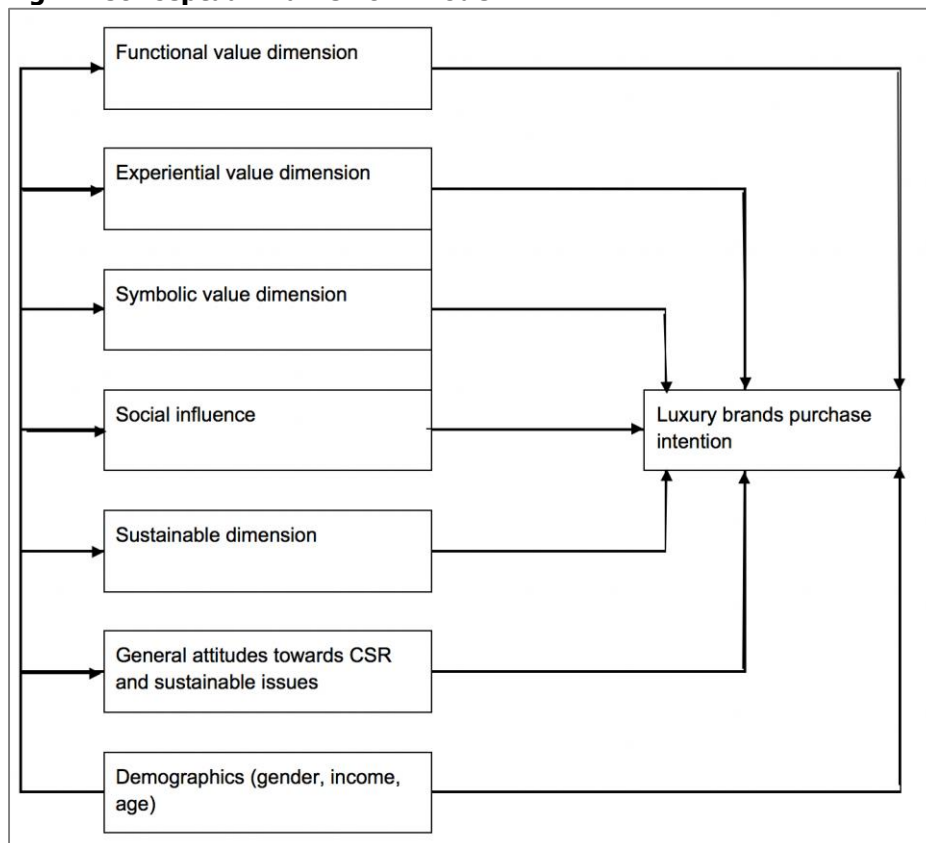 Functional value dimension
Experiential value dimension
Symbolic value dimension
Social influence
Luxury brands purchase
intention
Sustainable dimension
General attitudes towards CSR
and sustainable issues
Demographics (gender, income,
age)